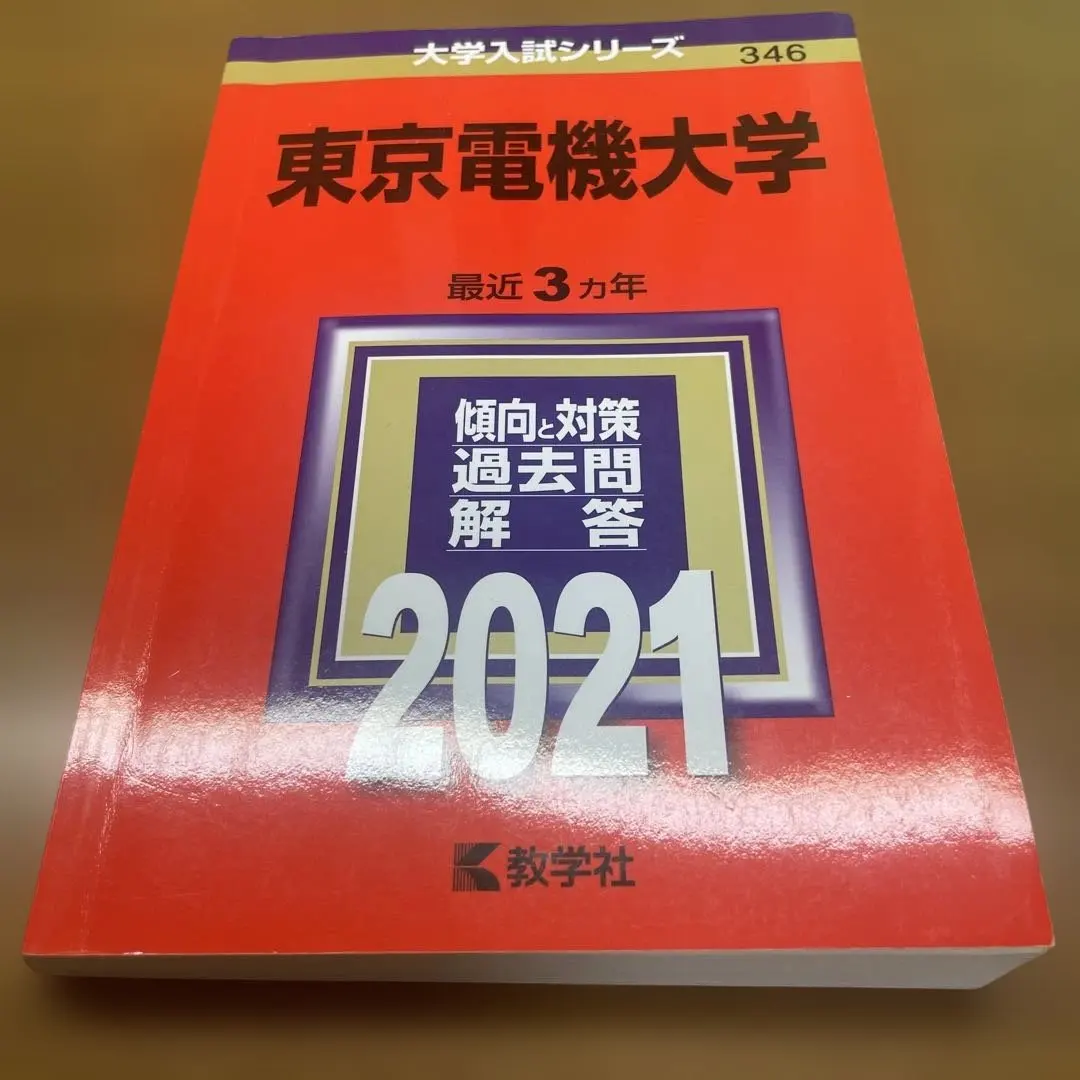 大学入試シリーズ 346
東京電機大学
最近3ヵ年
傾向と対策
過去問
解答
2021
教学社